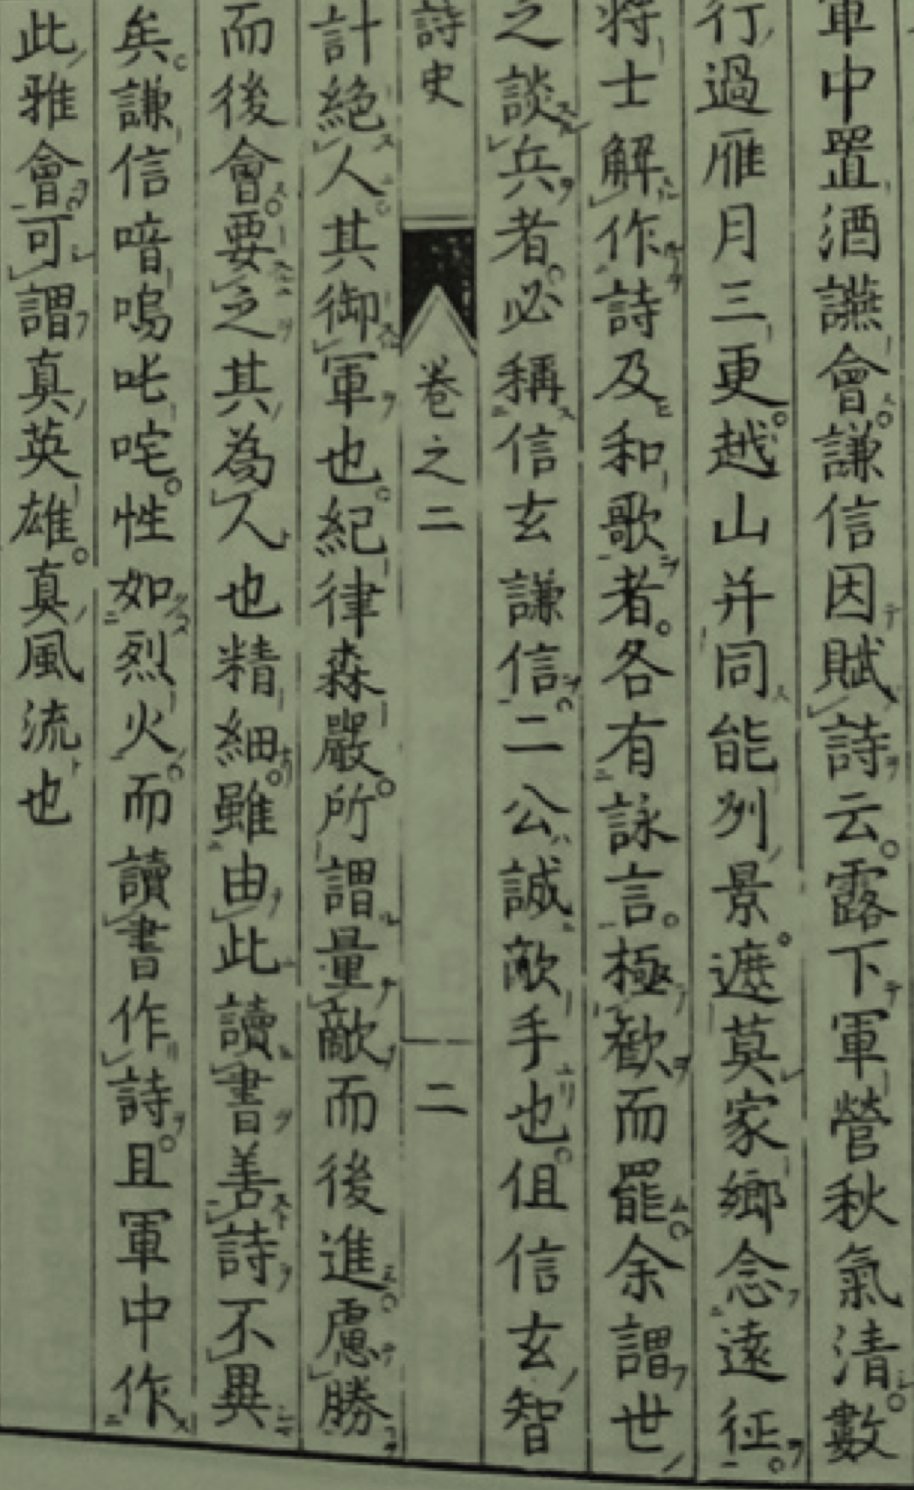 軍中置酒讌會。謙信因賦詩云。露下軍營秋氣清。數
行過雁月三更。越山并同能州景。遮莫家鄉念遠征。
將士解作詩及和歌者。各有詠言。極歡而罷。余謂世
之談兵者。必稱信玄謙信。二公誠敵手也。但信玄智
詩史 卷之二 二
計絕人。其御軍也。紀律森嚴。所謂量敵而後進。慮勝
而後會。要之其為人也精細。雖由此讀書善詩。不異
矣。謙信喑嗚叱咤。性如烈火。而讀書作詩。且軍中作
此雅會。可謂真英雄。真風流也